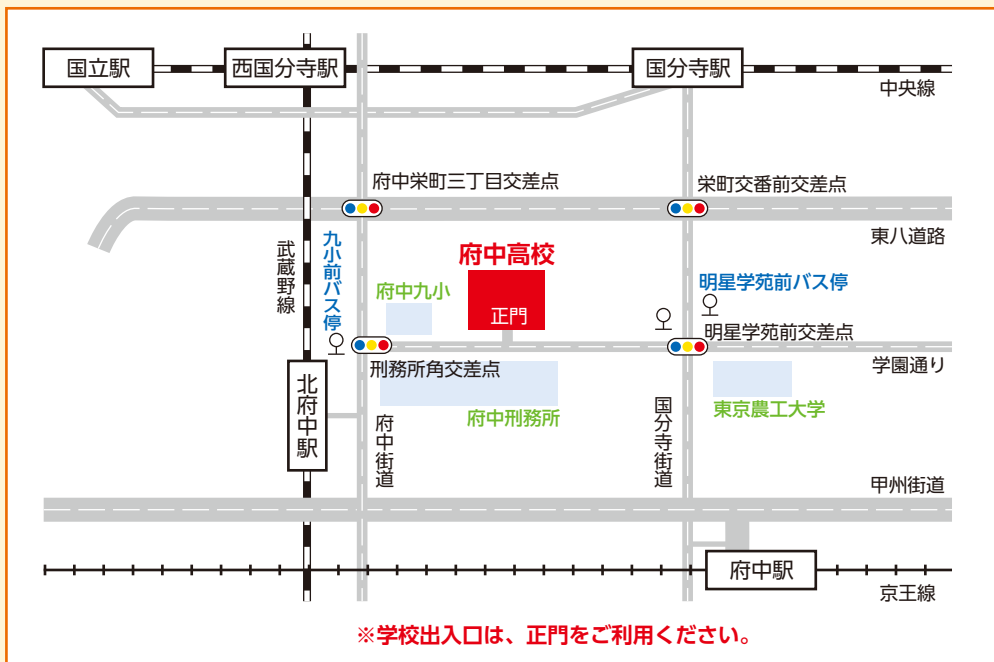 国立駅
西国分寺駅
国分寺駅
中央線
府中栄町三丁目交差点
栄町交番前交差点
東八道路
武蔵野線
九小前バス停
府中高校
正門
府中九小
明星学苑前バス停
明星学苑前交差点
学園通り
刑務所角交差点
北府中駅
府中街道
府中刑務所
国分寺街道
東京農工大学
甲州街道
府中駅
京王線
※学校出入口は、正門をご利用ください。